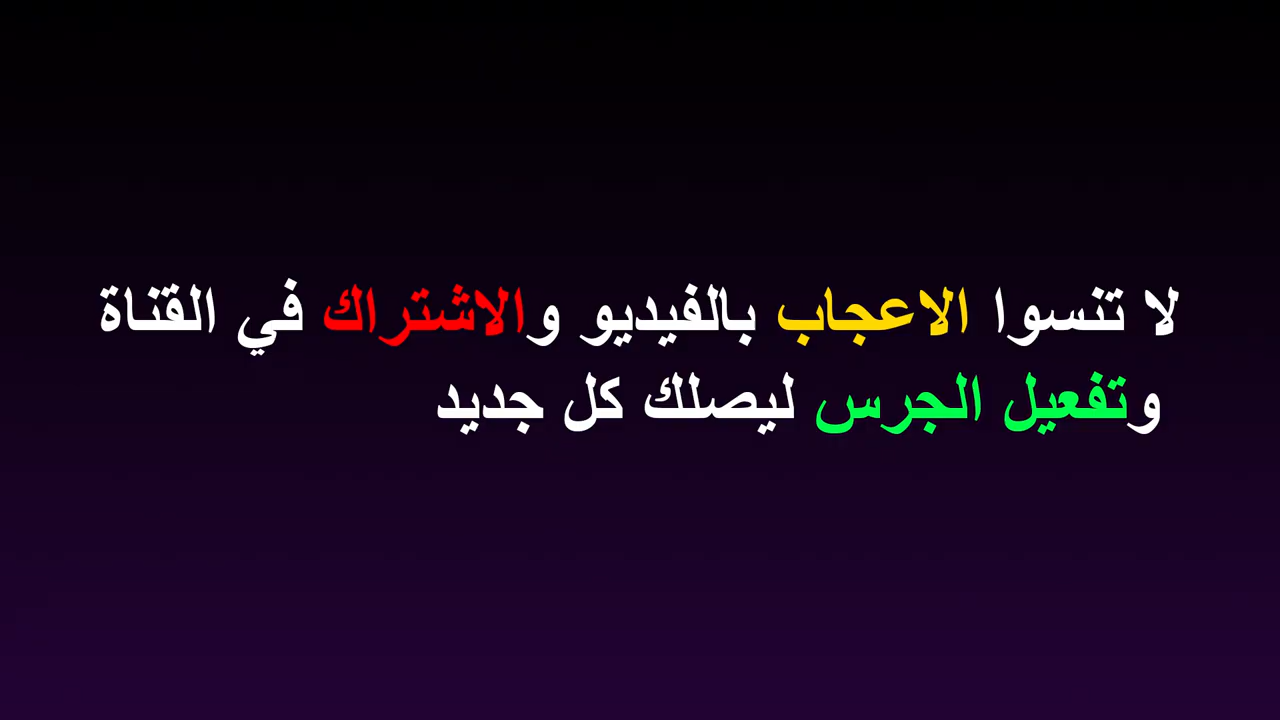 لا تنسوا الاعجاب بالفيديو والاشتراك في القناة
وتفعيل الجرس ليصلك كل جديد